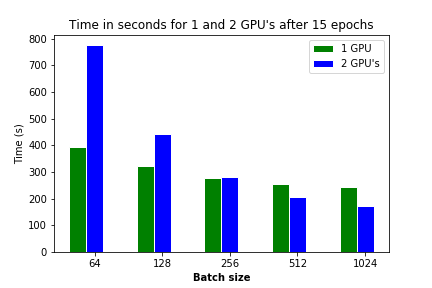 Time in seconds for 1 and 2 GPU's after 15 epochs
800
700
600
500
400
300
200
100
0
Time (s)
1 GPU
2 GPU's
64
128
256
512
1024
Batch size